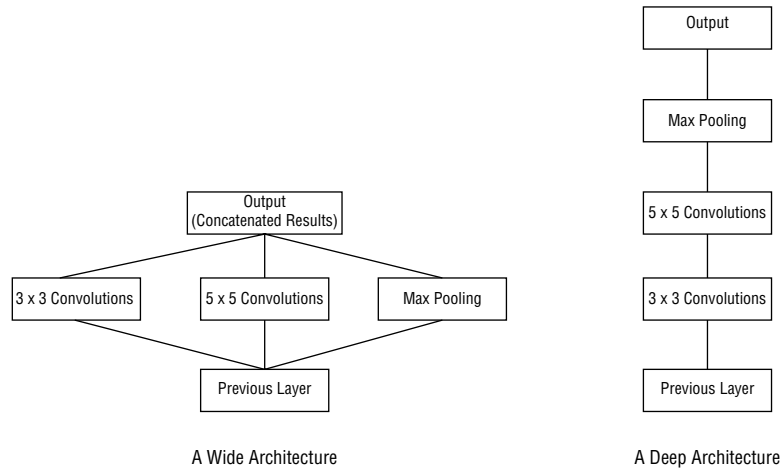 Output
(Concatenated Results)
3 x 3 Convolutions
5 x 5 Convolutions
Max Pooling
Previous Layer
A Wide Architecture
Output
Max Pooling
5 x 5 Convolutions
3 x 3 Convolutions
Previous Layer
A Deep Architecture